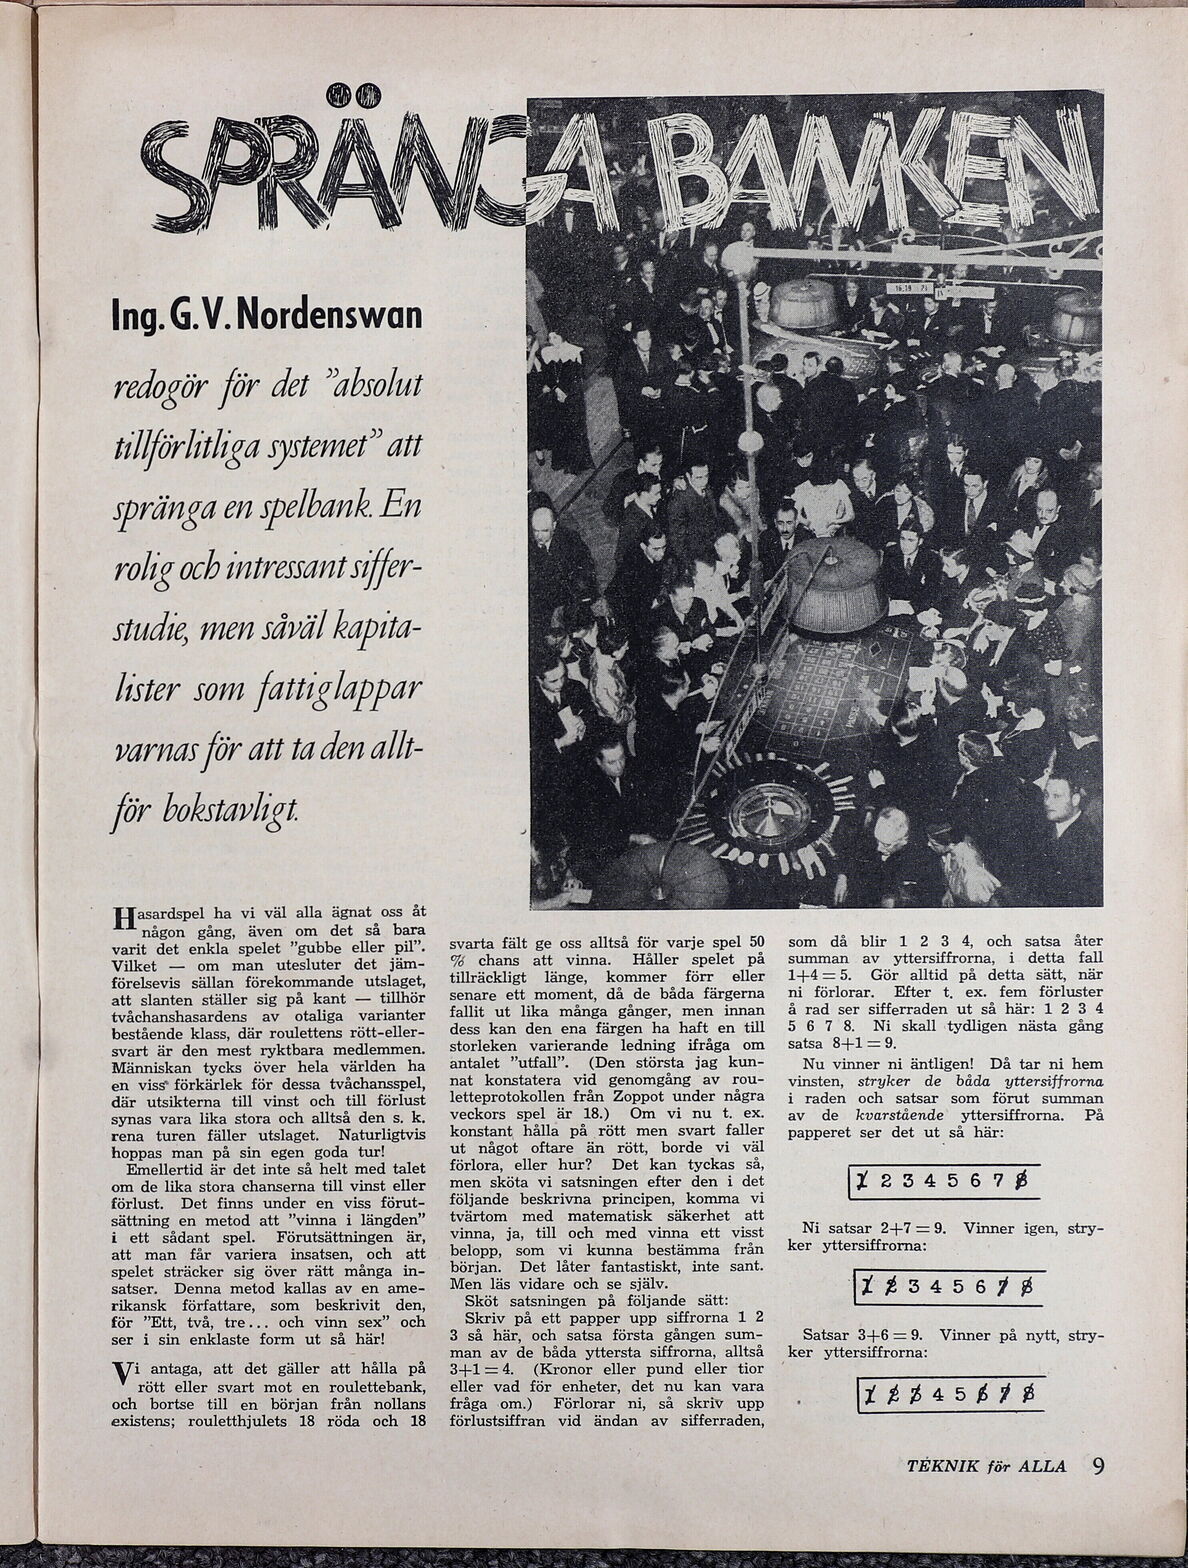 SPRÄNGA BANKEN
Ing. G. V. Nordenswan
redogör för det ”absolut
tillförlitliga systemet” att
spränga en spelbank. En
rolig och intressant siffer-
studie, men såväl kapita-
lister som fattiglappar
varnas för att ta den allt-
för bokstavligt.
Hasardspel ha vi väl alla ägnat oss åt
någon gång, även om det så bara
varit det enkla spelet ”gubbe eller pil”.
Vilket — om man utesluter det jäm-
förelsevis sällan förekommande utslaget,
att slanten ställer sig på kant — tillhör
tvåchanshasardens av otaliga varianter
bestående klass, där roulettens rött-eller-
svart är den mest ryktbara medlemmen.
Människan tycks över hela världen ha
en viss förkärlek för dessa tvåchansspel,
där utsikterna till vinst och till förlust
synas vara lika stora och alltså den s. k.
rena turen fäller utslaget. Naturligtvis
hoppas man på sin egen goda tur!
Emellertid är det inte så helt med talet
om de lika stora chanserna till vinst eller
förlust. Det finns under en viss förut-
sättning en metod att ”vinna i längden”
i ett sådant spel. Förutsättningen är,
att man får variera insatsen, och att
spelet sträcker sig över rätt många in-
satser. Denna metod kallas av en ame-
rikansk författare, som beskrivit den,
för ”Ett, två, tre... och vinn sex” och
ser i sin enklaste form ut så här!
Vi antaga, att det gäller att hålla på
rött eller svart mot en roulettebank,
och bortse till en början från nollans
existens; rouletthjulets 18 röda och 18
svarta fält ge oss alltså för varje spel 50
% chans att vinna. Håller spelet på
tillräckligt länge, kommer förr eller
senare ett moment, då de båda färgerna
fallit ut lika många gånger, men innan
dess kan den ena färgen ha haft en till
storleken varierande ledning ifråga om
antalet ”utfall”. (Den största jag kun-
nat konstatera vid genomgång av rou-
letteprotokollen från Zoppot under några
veckors spel är 18.) Om vi nu t. ex.
konstant hålla på rött men svart faller
ut något oftare än rött, borde vi väl
förlora, eller hur? Det kan tyckas så,
men sköta vi satsningen efter den i det
följande beskrivna principen, komma vi
tvärtom med matematisk säkerhet att
vinna, ja, till och med vinna ett visst
belopp, som vi kunna bestämma från
början. Det låter fantastiskt, inte sant.
Men läs vidare och se själv.
Sköt satsningen på följande sätt:
Skriv på ett papper upp siffrorna 1 2
3 så här, och satsa första gången sum-
man av de båda yttersta siffrorna, alltså
3+1 = 4. (Kronor eller pund eller tior
eller vad för enheter, det nu kan vara
fråga om.) Förlorar ni, så skriv upp
förlustsiffran vid ändan av sifferraden,
som då blir 1 2 3 4, och satsa åter
summan av yttersiffrorna, i detta fall
1+4 = 5. Gör alltid på detta sätt, när
ni förlorar. Efter t. ex. fem förluster
å rad ser sifferraden ut så här: 1 2 3 4
5 6 7 8. Ni skall tydligen nästa gång
satsa 8+1 = 9.
Nu vinner ni äntligen! Då tar ni hem
vinsten, stryker de båda yttersiffrorna
i raden och satsar som förut summan
av de kvarstående yttersiffrorna. På
papperet ser det ut så här:
1 2 3 4 5 6 7 8
Ni satsar 2+7 = 9. Vinner igen, stry-
ker yttersiffrorna:
1 2 3 4 5 6 7 8
Satsar 3+6 = 9. Vinner på nytt, stry-
ker yttersiffrorna:
1 2 3 4 5 6 7 8
TEKNIK för ALLA 9